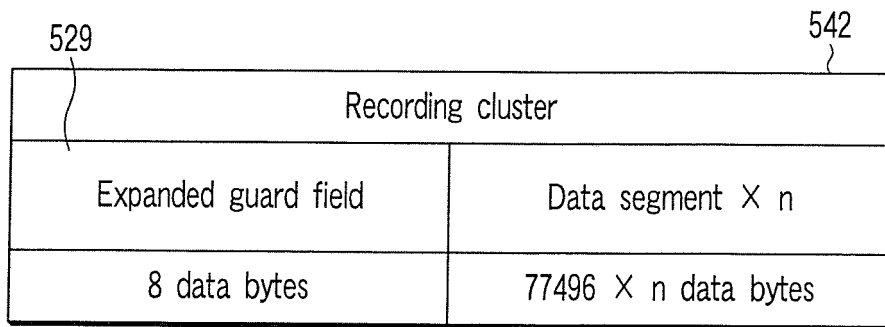 529
542
Recording cluster
Expanded guard field
Data segment × n
8 data bytes
77496 × n data bytes